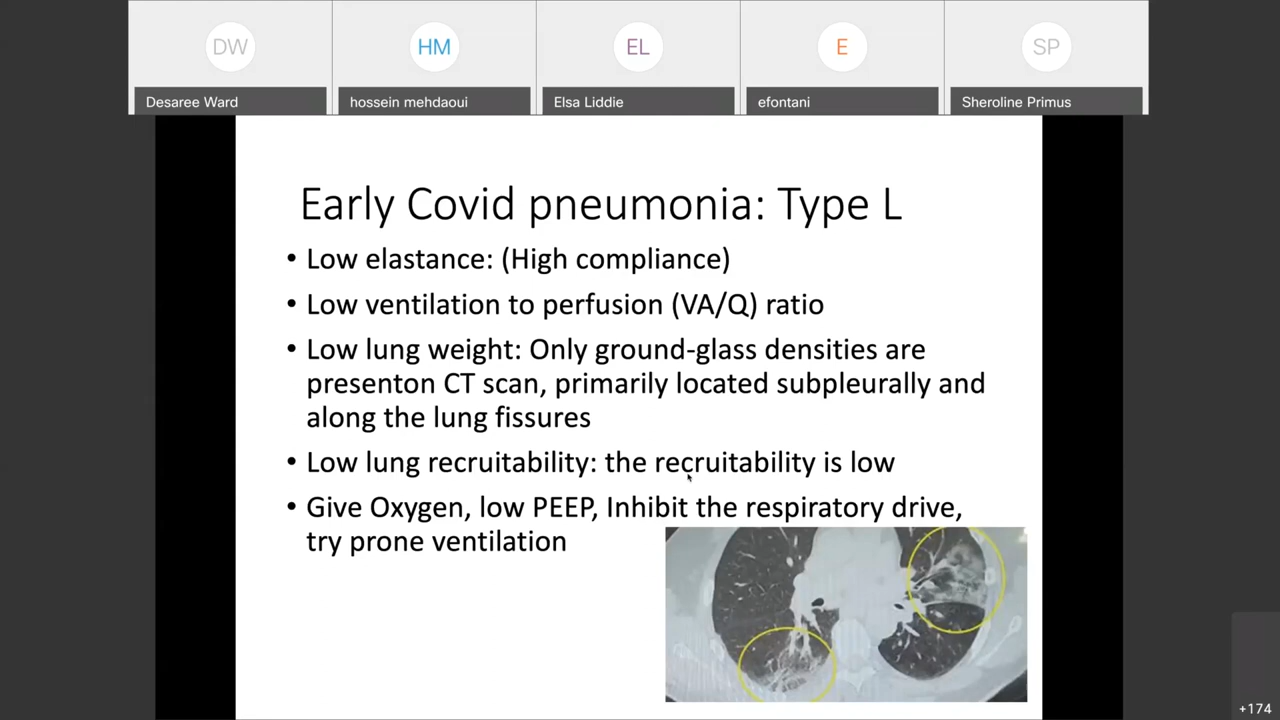 DW
HM
EL
E
SP
Desaree Ward
hossein mehdaoui
Elsa Liddie
efontani
Sheroline Primus
Early Covid pneumonia: Type L
• Low elastance: (High compliance)
• Low ventilation to perfusion (VA/Q) ratio
• Low lung weight: Only ground-glass densities are
presenton CT scan, primarily located subpleurally and
along the lung fissures
• Low lung recruitability: the recruitability is low
• Give Oxygen, low PEEP, Inhibit the respiratory drive,
try prone ventilation
+174